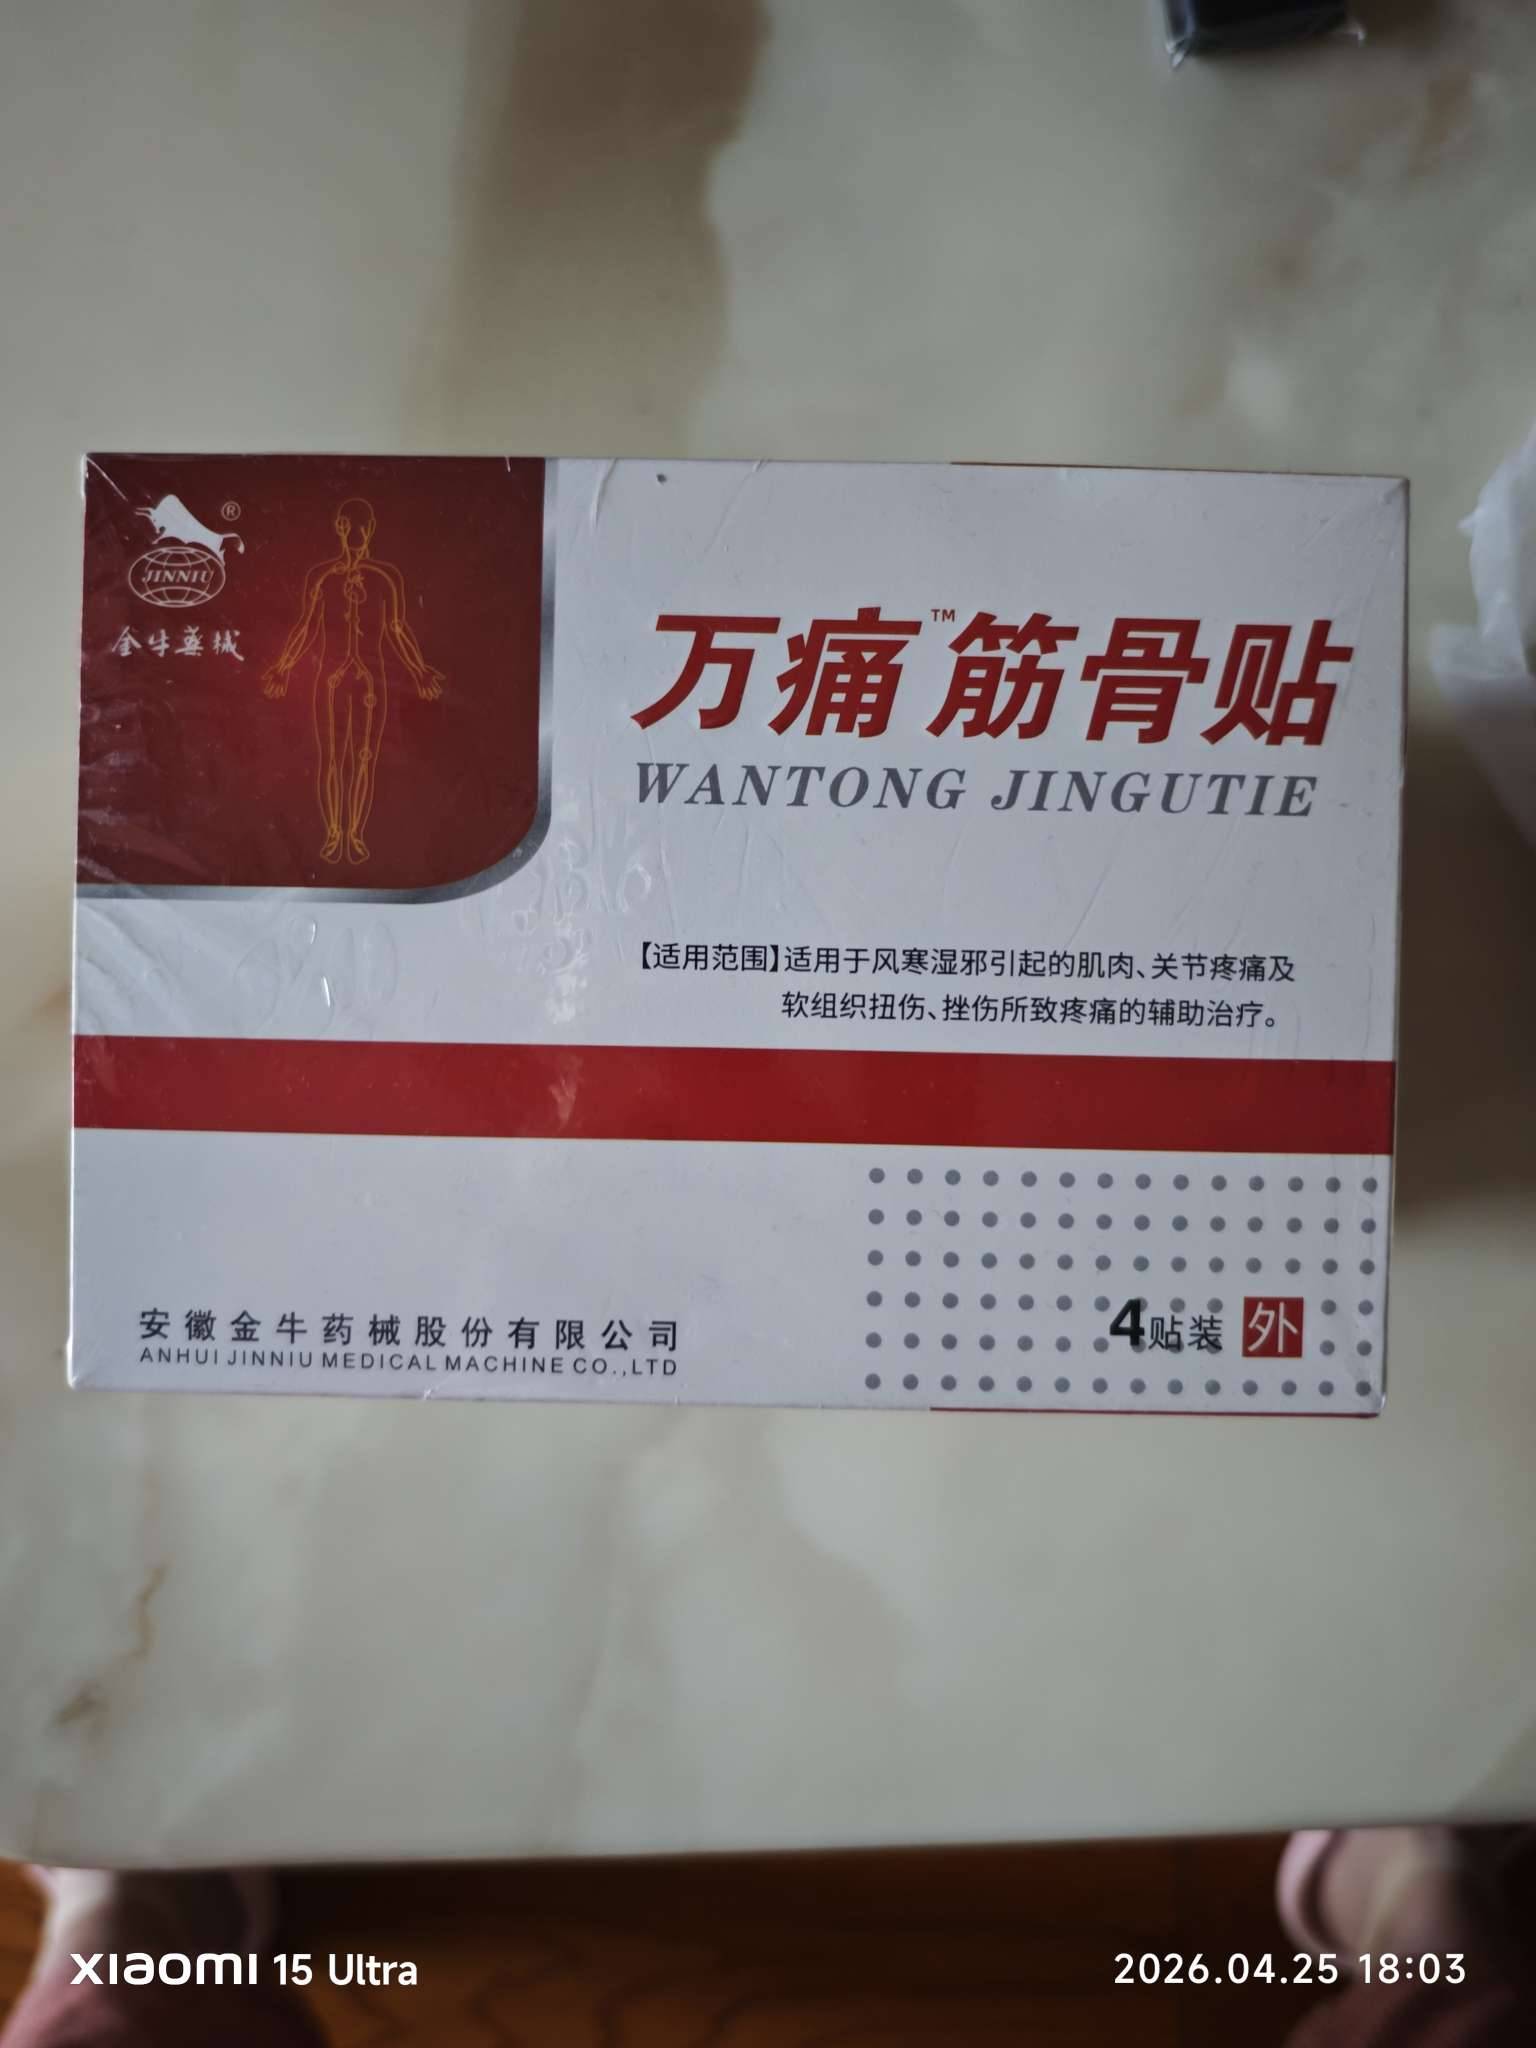 ®
JINNIU
金牛药械
万痛™筋骨贴
WANTONG JINGUTIE
【适用范围】适用于风寒湿邪引起的肌肉、关节疼痛及
软组织扭伤、挫伤所致疼痛的辅助治疗。
安徽金牛药械股份有限公司
ANHUI JINNIU MEDICAL MACHINE CO.,LTD
4贴装 外
xiaomi 15 Ultra
2026.04.25 18:03